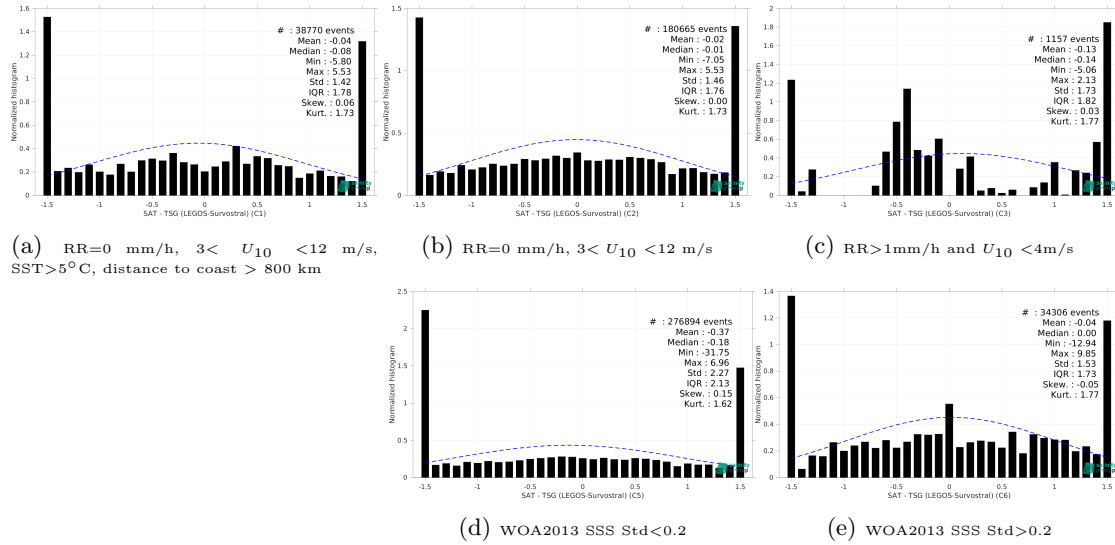 1.6
1.4
1.2
1
0.8
0.6
0.4
0.2
0
Normalized histogram
# : 38770 events
Mean : -0.04
Median : -0.08
Min : -5.80
Max : 5.53
Std : 1.42
IQR : 1.78
Skew. : 0.06
Kurt. : 1.73
-1.5 -1 -0.5 0 0.5 1 1.5
SAT - TSG (LEGOS-Survostral) (C1)
(a) RR=0 mm/h, 3< U10 <12 m/s,
SST>5°C, distance to coast > 800 km
1.5
1
0.5
0
Normalized histogram
# : 180665 events
Mean : -0.02
Median : -0.01
Min : -7.05
Max : 5.53
Std : 1.46
IQR : 1.76
Skew. : 0.00
Kurt. : 1.73
-1.5 -1 -0.5 0 0.5 1 1.5
SAT - TSG (LEGOS-Survostral) (C2)
(b) RR=0 mm/h, 3< U10 <12 m/s
2
1.8
1.6
1.4
1.2
1
0.8
0.6
0.4
0.2
0
Normalized histogram
# : 1157 events
Mean : -0.13
Median : -0.14
Min : -5.06
Max : 2.13
Std : 1.73
IQR : 1.82
Skew. : 0.03
Kurt. : 1.77
-1.5 -1 -0.5 0 0.5 1 1.5
SAT - TSG (LEGOS-Survostral) (C3)
(c) RR>1mm/h and U10 <4m/s
2.5
2
1.5
1
0.5
0
Normalized histogram
# : 276894 events
Mean : -0.37
Median : -0.18
Min : -31.75
Max : 6.96
Std : 2.27
IQR : 2.13
Skew. : 0.15
Kurt. : 1.62
-1.5 -1 -0.5 0 0.5 1 1.5
SAT - TSG (LEGOS-Survostral) (C5)
(d) WOA2013 SSS Std<0.2
1.4
1.2
1
0.8
0.6
0.4
0.2
0
Normalized histogram
# : 34306 events
Mean : -0.04
Median : 0.00
Min : -12.94
Max : 9.85
Std : 1.53
IQR : 1.73
Skew. : -0.05
Kurt. : 1.77
-1.5 -1 -0.5 0 0.5 1 1.5
SAT - TSG (LEGOS-Survostral) (C6)
(e) WOA2013 SSS Std>0.2